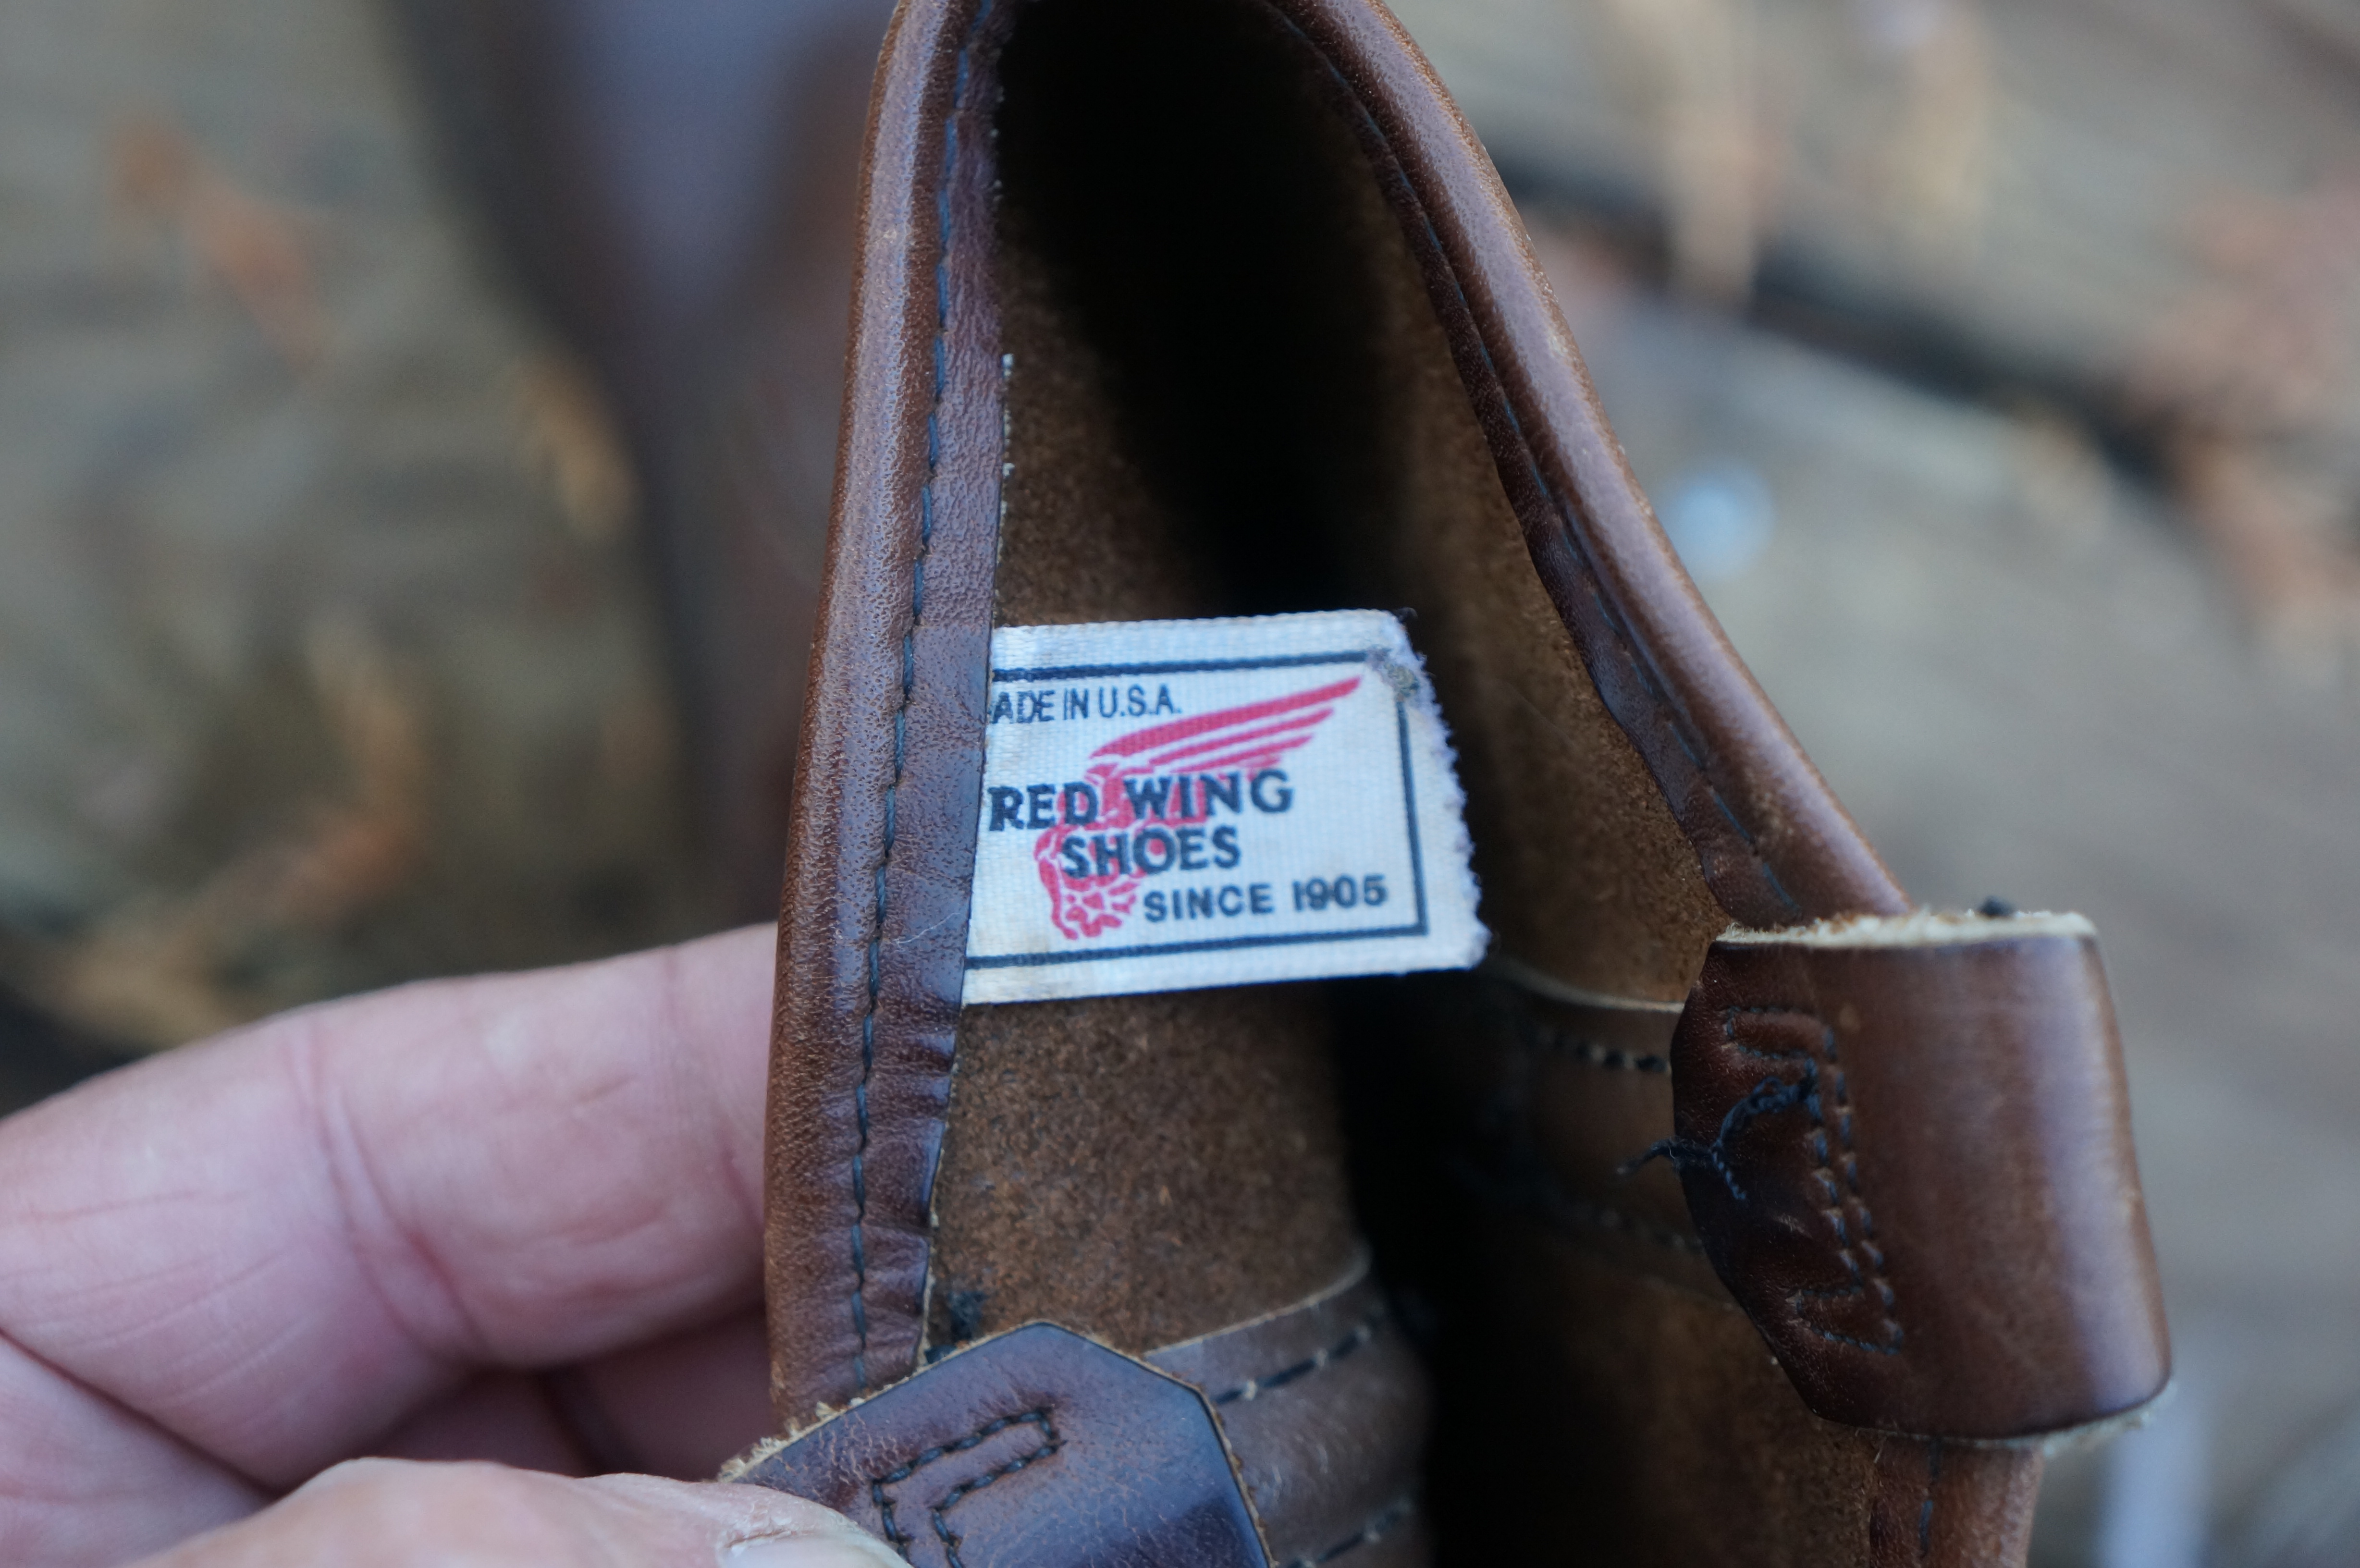 ADE IN U.S.A.
RED WING
SHOES
SINCE 1905